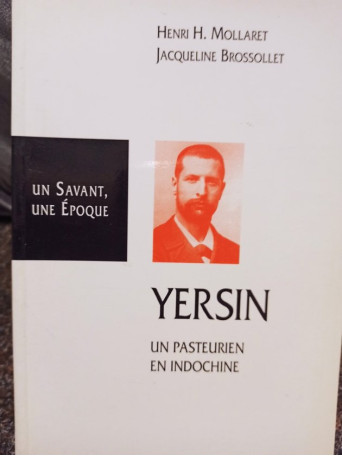 Henri H. Mollaret
Jacqueline Brossollet
un Savant,
une Époque
YERSIN
UN PASTEURIEN
EN INDOCHINE